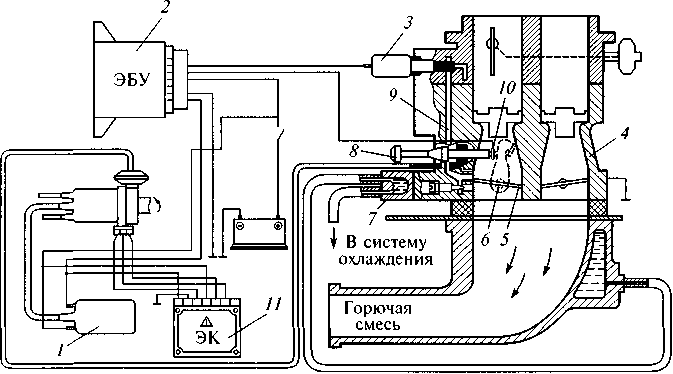 2
3
ЭБУ
10
9
4
8
7
6
5
В систему
охлаждения
Горючая
смесь
1
ЭК
11